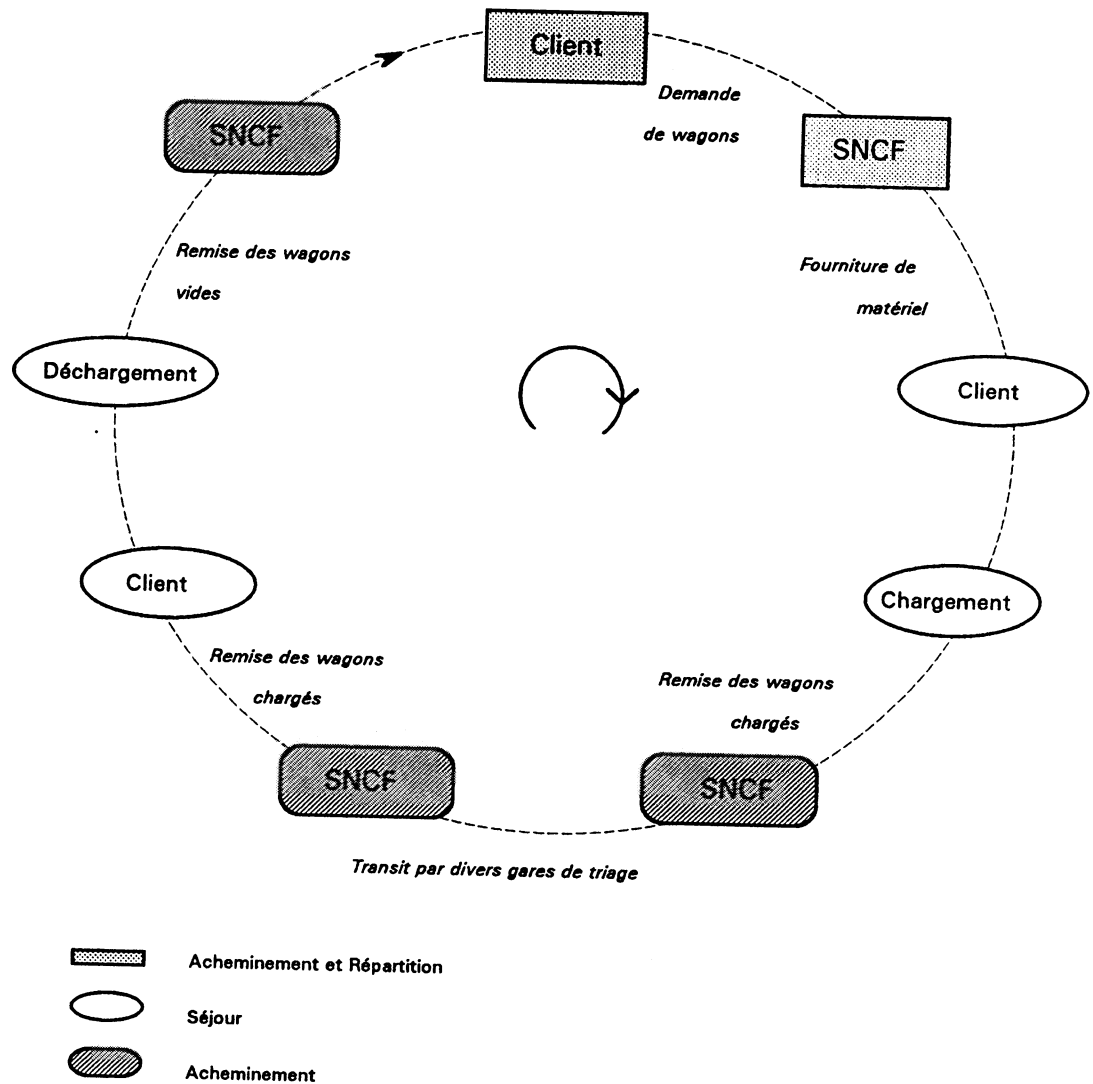 Client
Demande
de wagons
SNCF
SNCF
Remise des wagons
vides
Fourniture de
matériel
Déchargement
Client
Client
Chargement
Remise des wagons
chargés
Remise des wagons
chargés
SNCF
SNCF
Transit par divers gares de triage
Acheminement et Répartition
Séjour
Acheminement